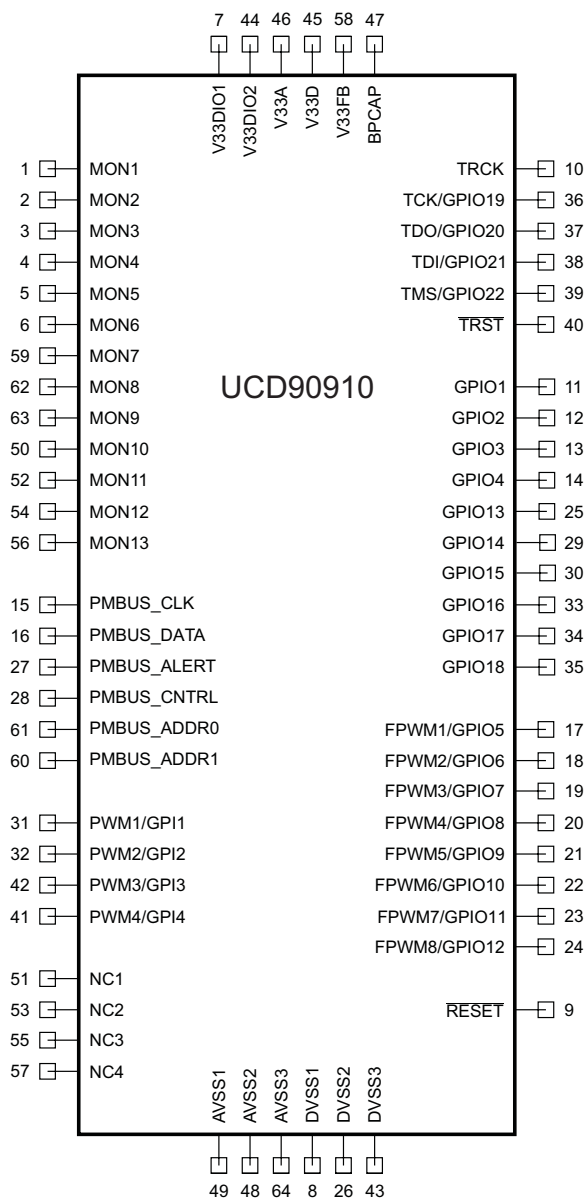 7 44 46 45 58 47
V33DIO1
V33DIO2
V33A
V33D
V33FB
BPCAP
UCD90910
1 MON1
2 MON2
3 MON3
4 MON4
5 MON5
6 MON6
59 MON7
62 MON8
63 MON9
50 MON10
52 MON11
54 MON12
56 MON13
15 PMBUS_CLK
16 PMBUS_DATA
27 PMBUS_ALERT
28 PMBUS_CNTRL
61 PMBUS_ADDR0
60 PMBUS_ADDR1
31 PWM1/GPI1
32 PWM2/GPI2
42 PWM3/GPI3
41 PWM4/GPI4
51 NC1
53 NC2
55 NC3
57 NC4
TRCK 10
TCK/GPIO19 36
TDO/GPIO20 37
TDI/GPIO21 38
TMS/GPIO22 39
TRST 40
GPIO1 11
GPIO2 12
GPIO3 13
GPIO4 14
GPIO13 25
GPIO14 29
GPIO15 30
GPIO16 33
GPIO17 34
GPIO18 35
FPWM1/GPIO5 17
FPWM2/GPIO6 18
FPWM3/GPIO7 19
FPWM4/GPIO8 20
FPWM5/GPIO9 21
FPWM6/GPIO10 22
FPWM7/GPIO11 23
FPWM8/GPIO12 24
RESET 9
AVSS1
AVSS2
AVSS3
DVSS1
DVSS2
DVSS3
49 48 64 8 26 43